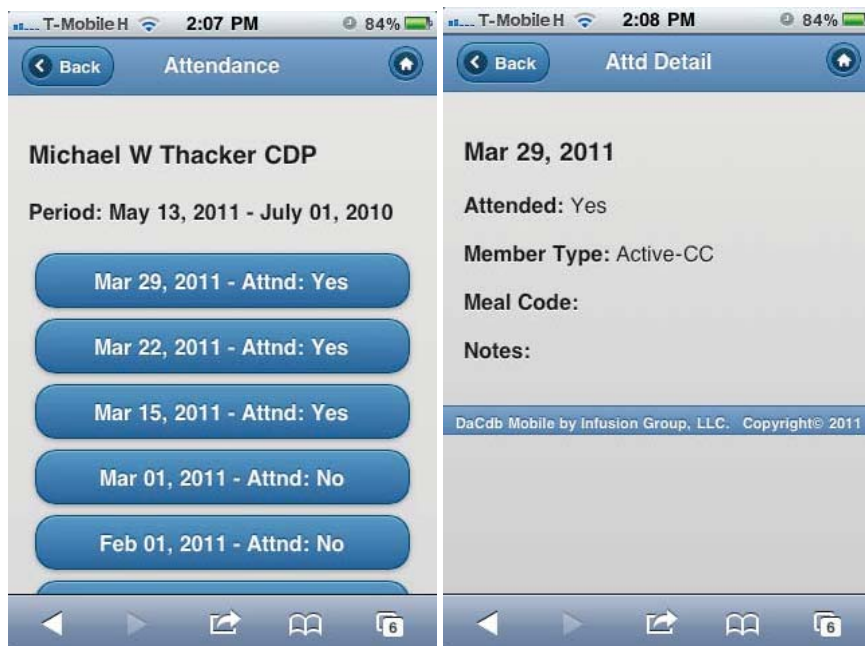 T-Mobile H 2:07 PM 84%
Back Attendance
Michael W Thacker CDP
Period: May 13, 2011 - July 01, 2010
Mar 29, 2011 - Attnd: Yes
Mar 22, 2011 - Attnd: Yes
Mar 15, 2011 - Attnd: Yes
Mar 01, 2011 - Attnd: No
Feb 01, 2011 - Attnd: No
6
T-Mobile H 2:08 PM 84%
Back Attd Detail
Mar 29, 2011
Attended: Yes
Member Type: Active-CC
Meal Code:
Notes:
DaCdb Mobile by Infusion Group, LLC. Copyright© 2011
6